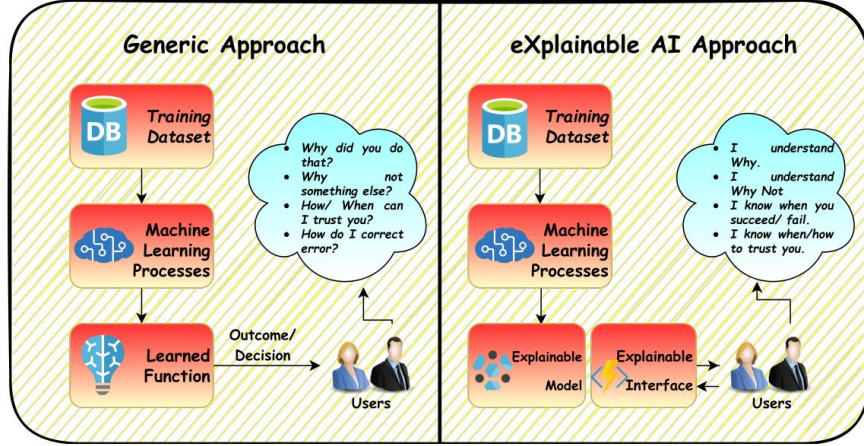 Generic Approach
DB
Training
Dataset
Machine
Learning
Processes
Learned
Function
Outcome/
Decision
• Why did you do
that?
• Why not
something else?
• How/ When can
I trust you?
• How do I correct
error?
Users
eXplainable AI Approach
DB
Training
Dataset
Machine
Learning
Processes
Explainable
Model
Explainable
Interface
• I understand
Why.
• I understand
Why Not
• I know when you
succeed/ fail.
• I know when/how
to trust you.
Users